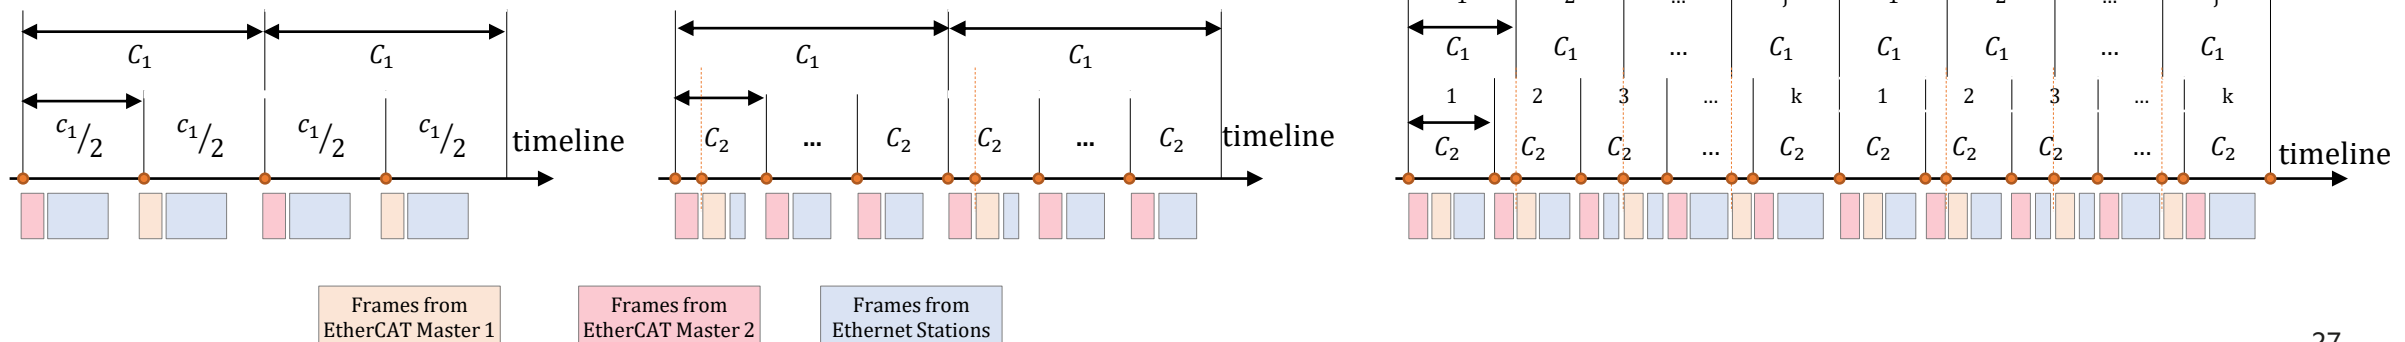 C₁ C₁
c₁/2 c₁/2 c₁/2 c₁/2 timeline
C₁ C₁
C₂ ... C₂ C₂ ... C₂ timeline
C₁ C₁ ... C₁ C₁ C₁ ... C₁
1 2 3 ... k 1 2 3 ... k
C₂ C₂ C₂ ... C₂ C₂ C₂ C₂ ... C₂ timeline
Frames from
EtherCAT Master 1
Frames from
EtherCAT Master 2
Frames from
Ethernet Stations